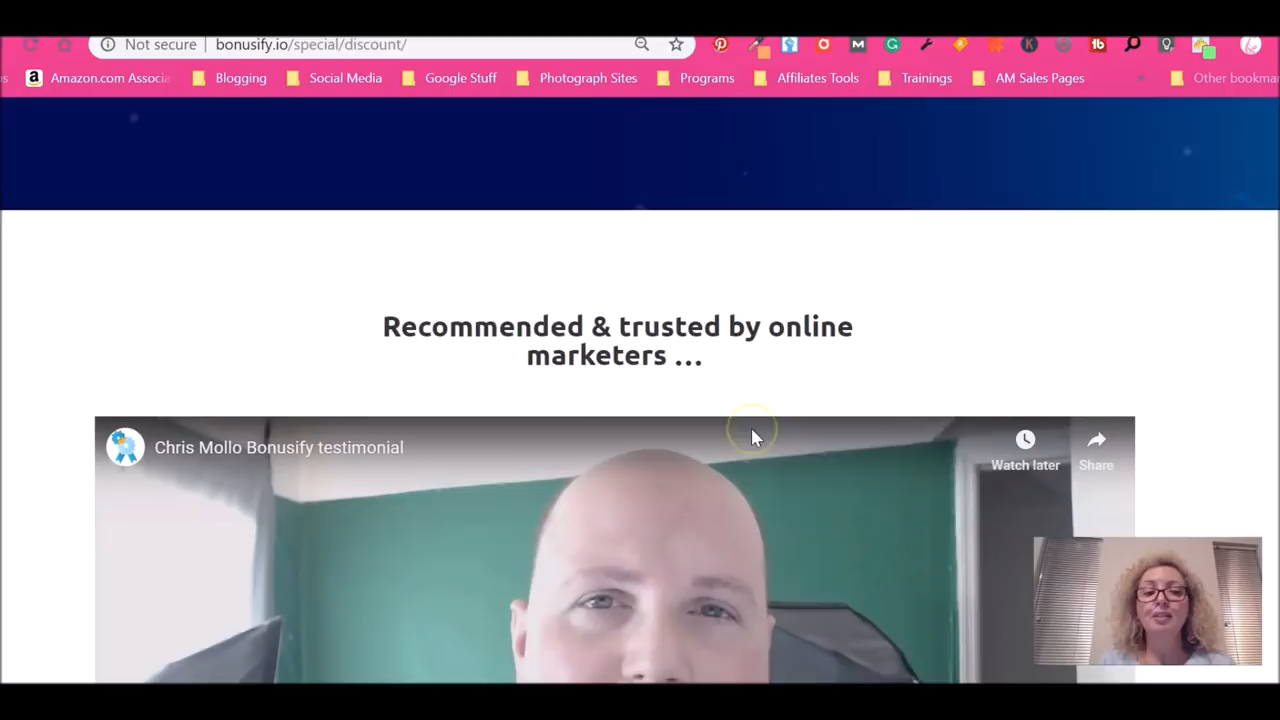 Not secure bonusify.io/special/discount/
Amazon.com Associa Blogging Social Media Google Stuff Photograph Sites Programs Affiliates Tools Trainings AM Sales Pages Other bookma
Recommended & trusted by online
marketers ...
Chris Mollo Bonusify testimonial
Watch later Share